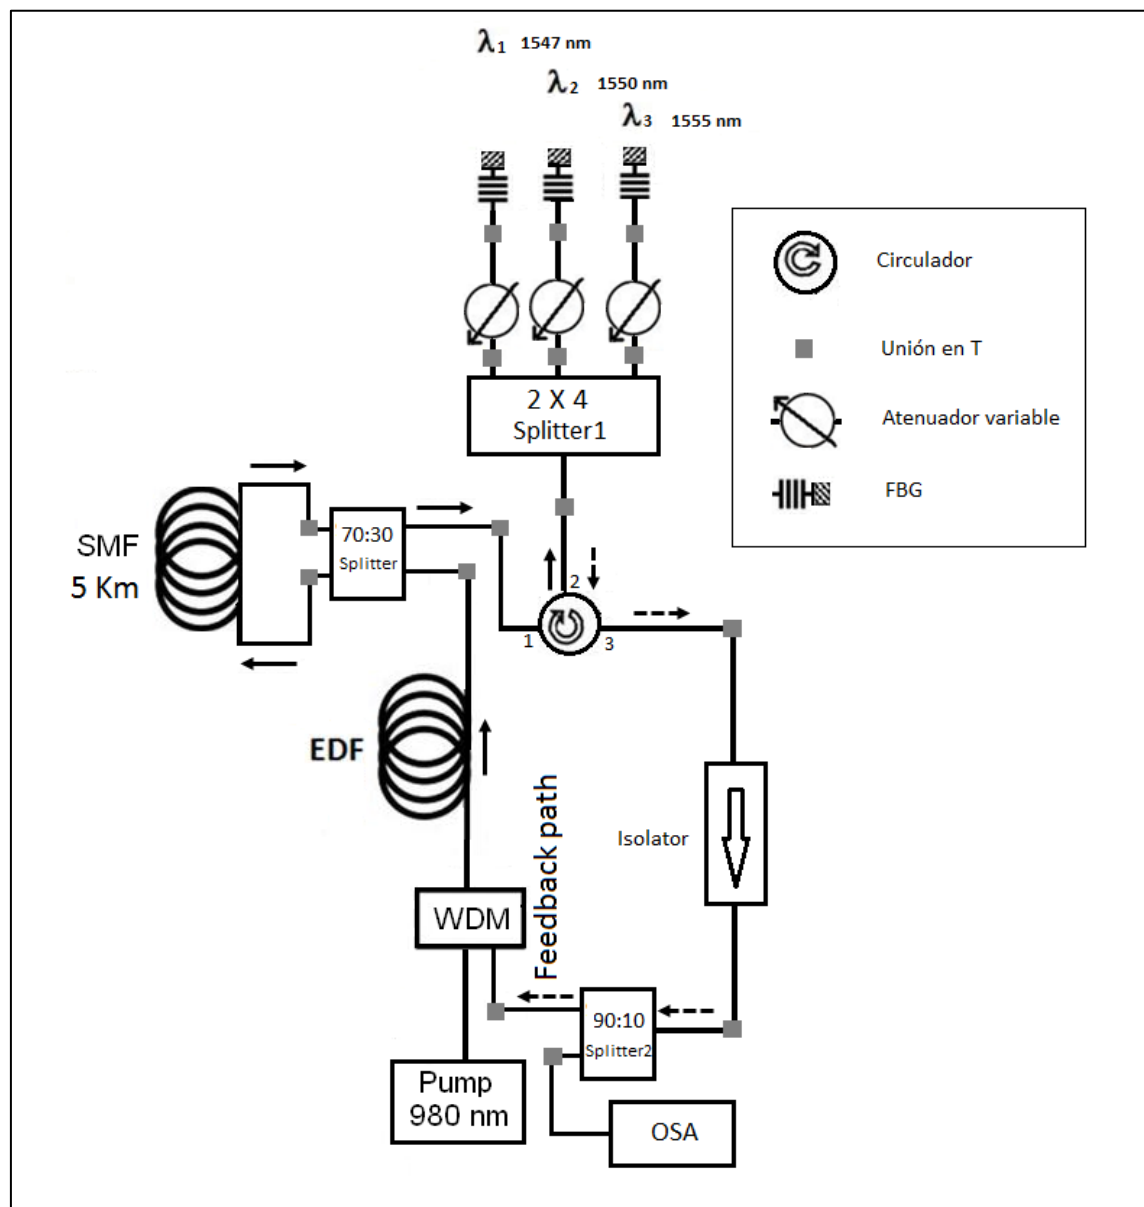 λ1 1547 nm
λ2 1550 nm
λ3 1555 nm
Circulador
Unión en T
Atenuador variable
FBG
2 X 4
Splitter1
SMF
5 Km
70:30
Splitter
2
1
3
EDF
Isolator
Feedback path
WDM
90:10
Splitter2
Pump
980 nm
OSA